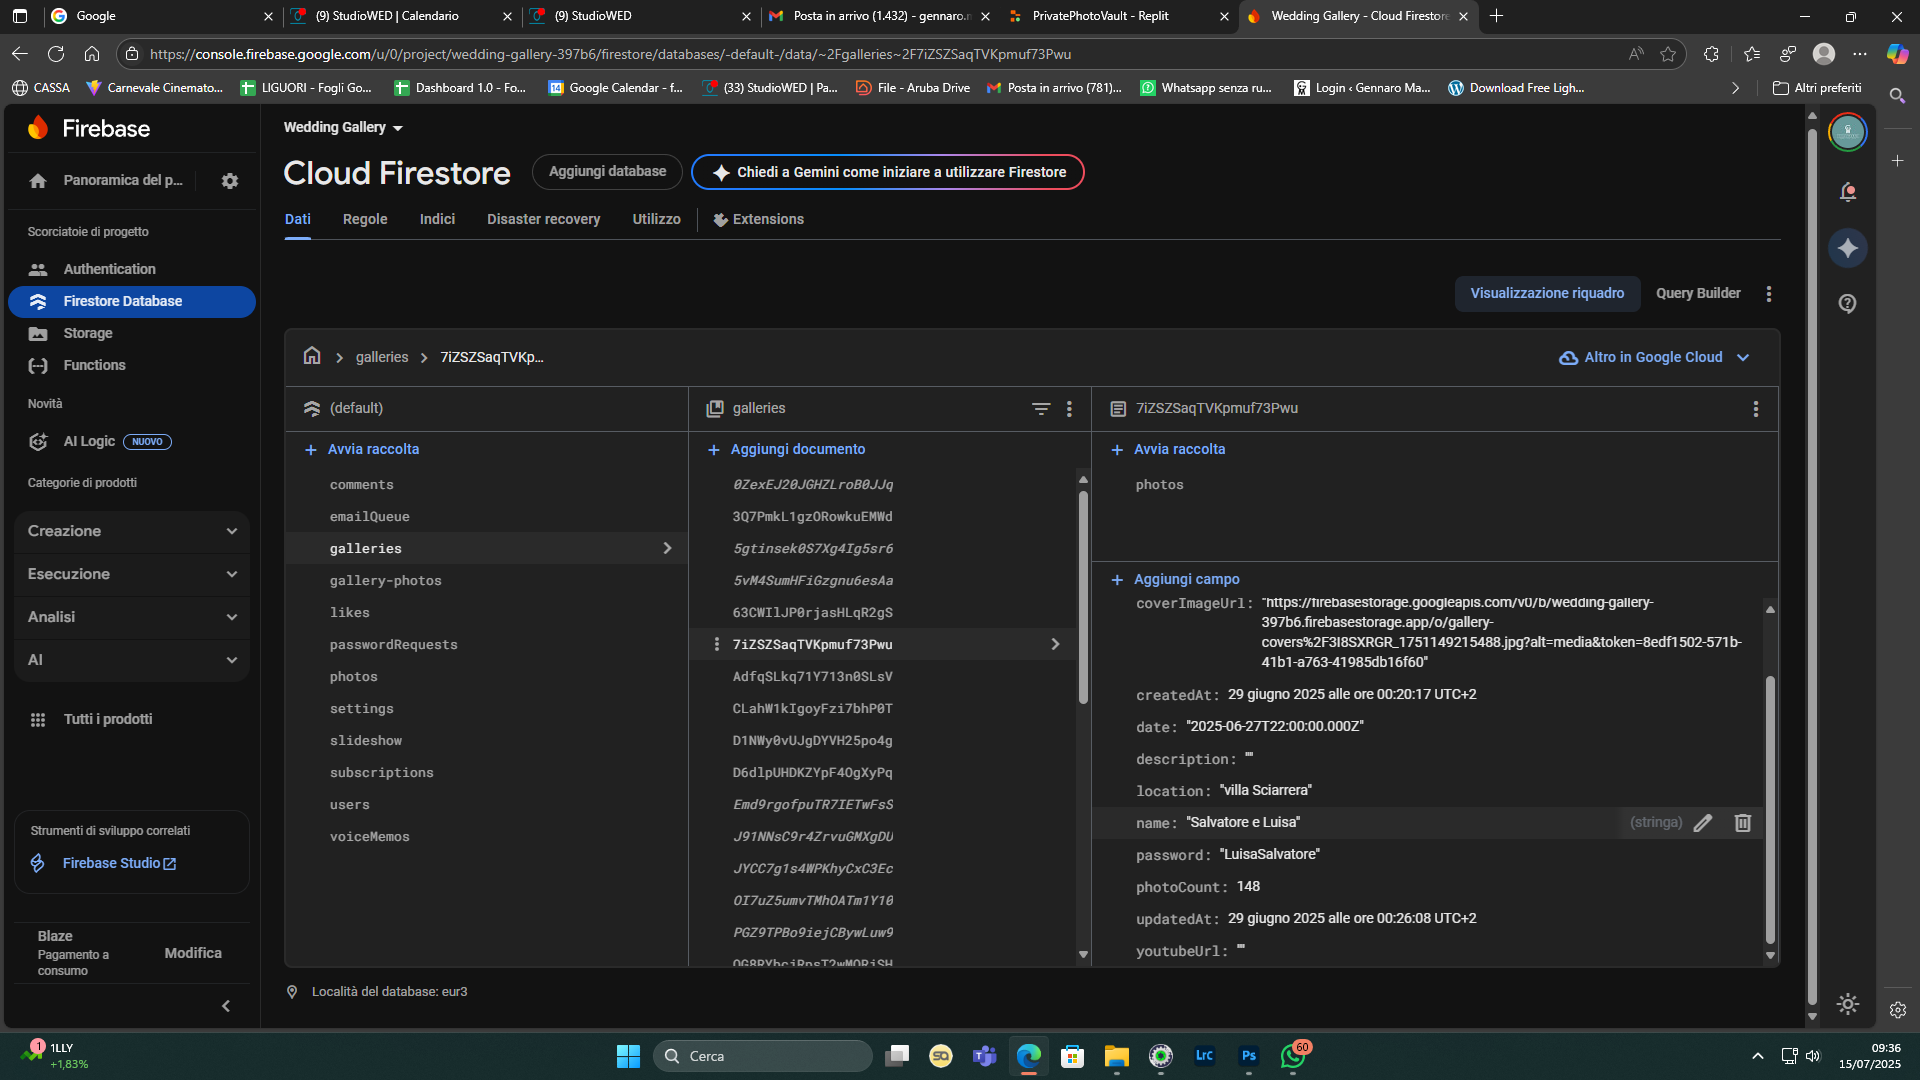 Google
(9) StudioWED | Calendario
(9) StudioWED
Posta in arrivo (1.432) - gennaro.m
PrivatePhotoVault - Replit
Wedding Gallery - Cloud Firestore
https://console.firebase.google.com/u/0/project/wedding-gallery-397b6/firestore/databases/-default-/data/~2Fgalleries~2F7iZSZSaqTVKpmuf73Pwu
CASSA
Carnevale Cinemato...
LIGUORI - Fogli Go...
Dashboard 1.0 - Fo...
Google Calendar - f...
(33) StudioWED | Pa...
File - Aruba Drive
Posta in arrivo (781)...
Whatsapp senza ru...
Login ‹ Gennaro Ma...
Download Free Ligh...
Altri preferiti
Firebase
Panoramica del p...
Scorciatoie di progetto
Authentication
Firestore Database
Storage
Functions
Novità
AI Logic
NUOVO
Categorie di prodotti
Creazione
Esecuzione
Analisi
AI
Tutti i prodotti
Strumenti di sviluppo correlati
Firebase Studio
Blaze
Pagamento a
consumo
Modifica
Wedding Gallery
Cloud Firestore
Aggiungi database
Chiedi a Gemini come iniziare a utilizzare Firestore
Dati
Regole
Indici
Disaster recovery
Utilizzo
Extensions
Visualizzazione riquadro
Query Builder
galleries
7iZSZSaqTVKp...
Altro in Google Cloud
(default)
Avvia raccolta
comments
emailQueue
galleries
gallery-photos
likes
passwordRequests
photos
settings
slideshow
subscriptions
users
voiceMemos
galleries
Aggiungi documento
0ZexEJ20JGHZLroB0JJq
3Q7PmkL1gzORowkuEMWd
5gtinsek0S7Xg4Ig5sr6
5vM4SumHFiGzgnu6esAa
63CWIlJP0rjasHLqR2gS
7iZSZSaqTVKpmuf73Pwu
AdfqSLkq71Y713n0SLsV
CLahW1kIgoyFzi7bhP0T
D1NWy0vUJgDYVH25po4g
D6dlpUHDKZYpF4OgXyPq
Emd9rgofpuTR7IETwFsS
J91NNsC9r4ZrvuGMXgDU
JYCC7g1s4WPKhyCxC3Ec
OI7uZ5umvTMhOATm1Y10
PGZ9TPBo9iejCBywLuw9
7iZSZSaqTVKpmuf73Pwu
Avvia raccolta
photos
Aggiungi campo
coverImageUrl: "https://firebasestorage.googleapis.com/v0/b/wedding-gallery-
397b6.firebasestorage.app/o/gallery-
covers%2F3I8SXRGR_1751149215488.jpg?alt=media&token=8edf1502-571b-
41b1-a763-41985db16f60"
createdAt: 29 giugno 2025 alle ore 00:20:17 UTC+2
date: "2025-06-27T22:00:00.000Z"
description: ""
location: "villa Sciarrera"
name: "Salvatore e Luisa"
(stringa)
password: "LuisaSalvatore"
photoCount: 148
updatedAt: 29 giugno 2025 alle ore 00:26:08 UTC+2
youtubeUrl: ""
Località del database: eur3
1
1LLY
+1,83%
Cerca
SQ
LrC
Ps
60
09:36
15/07/2025